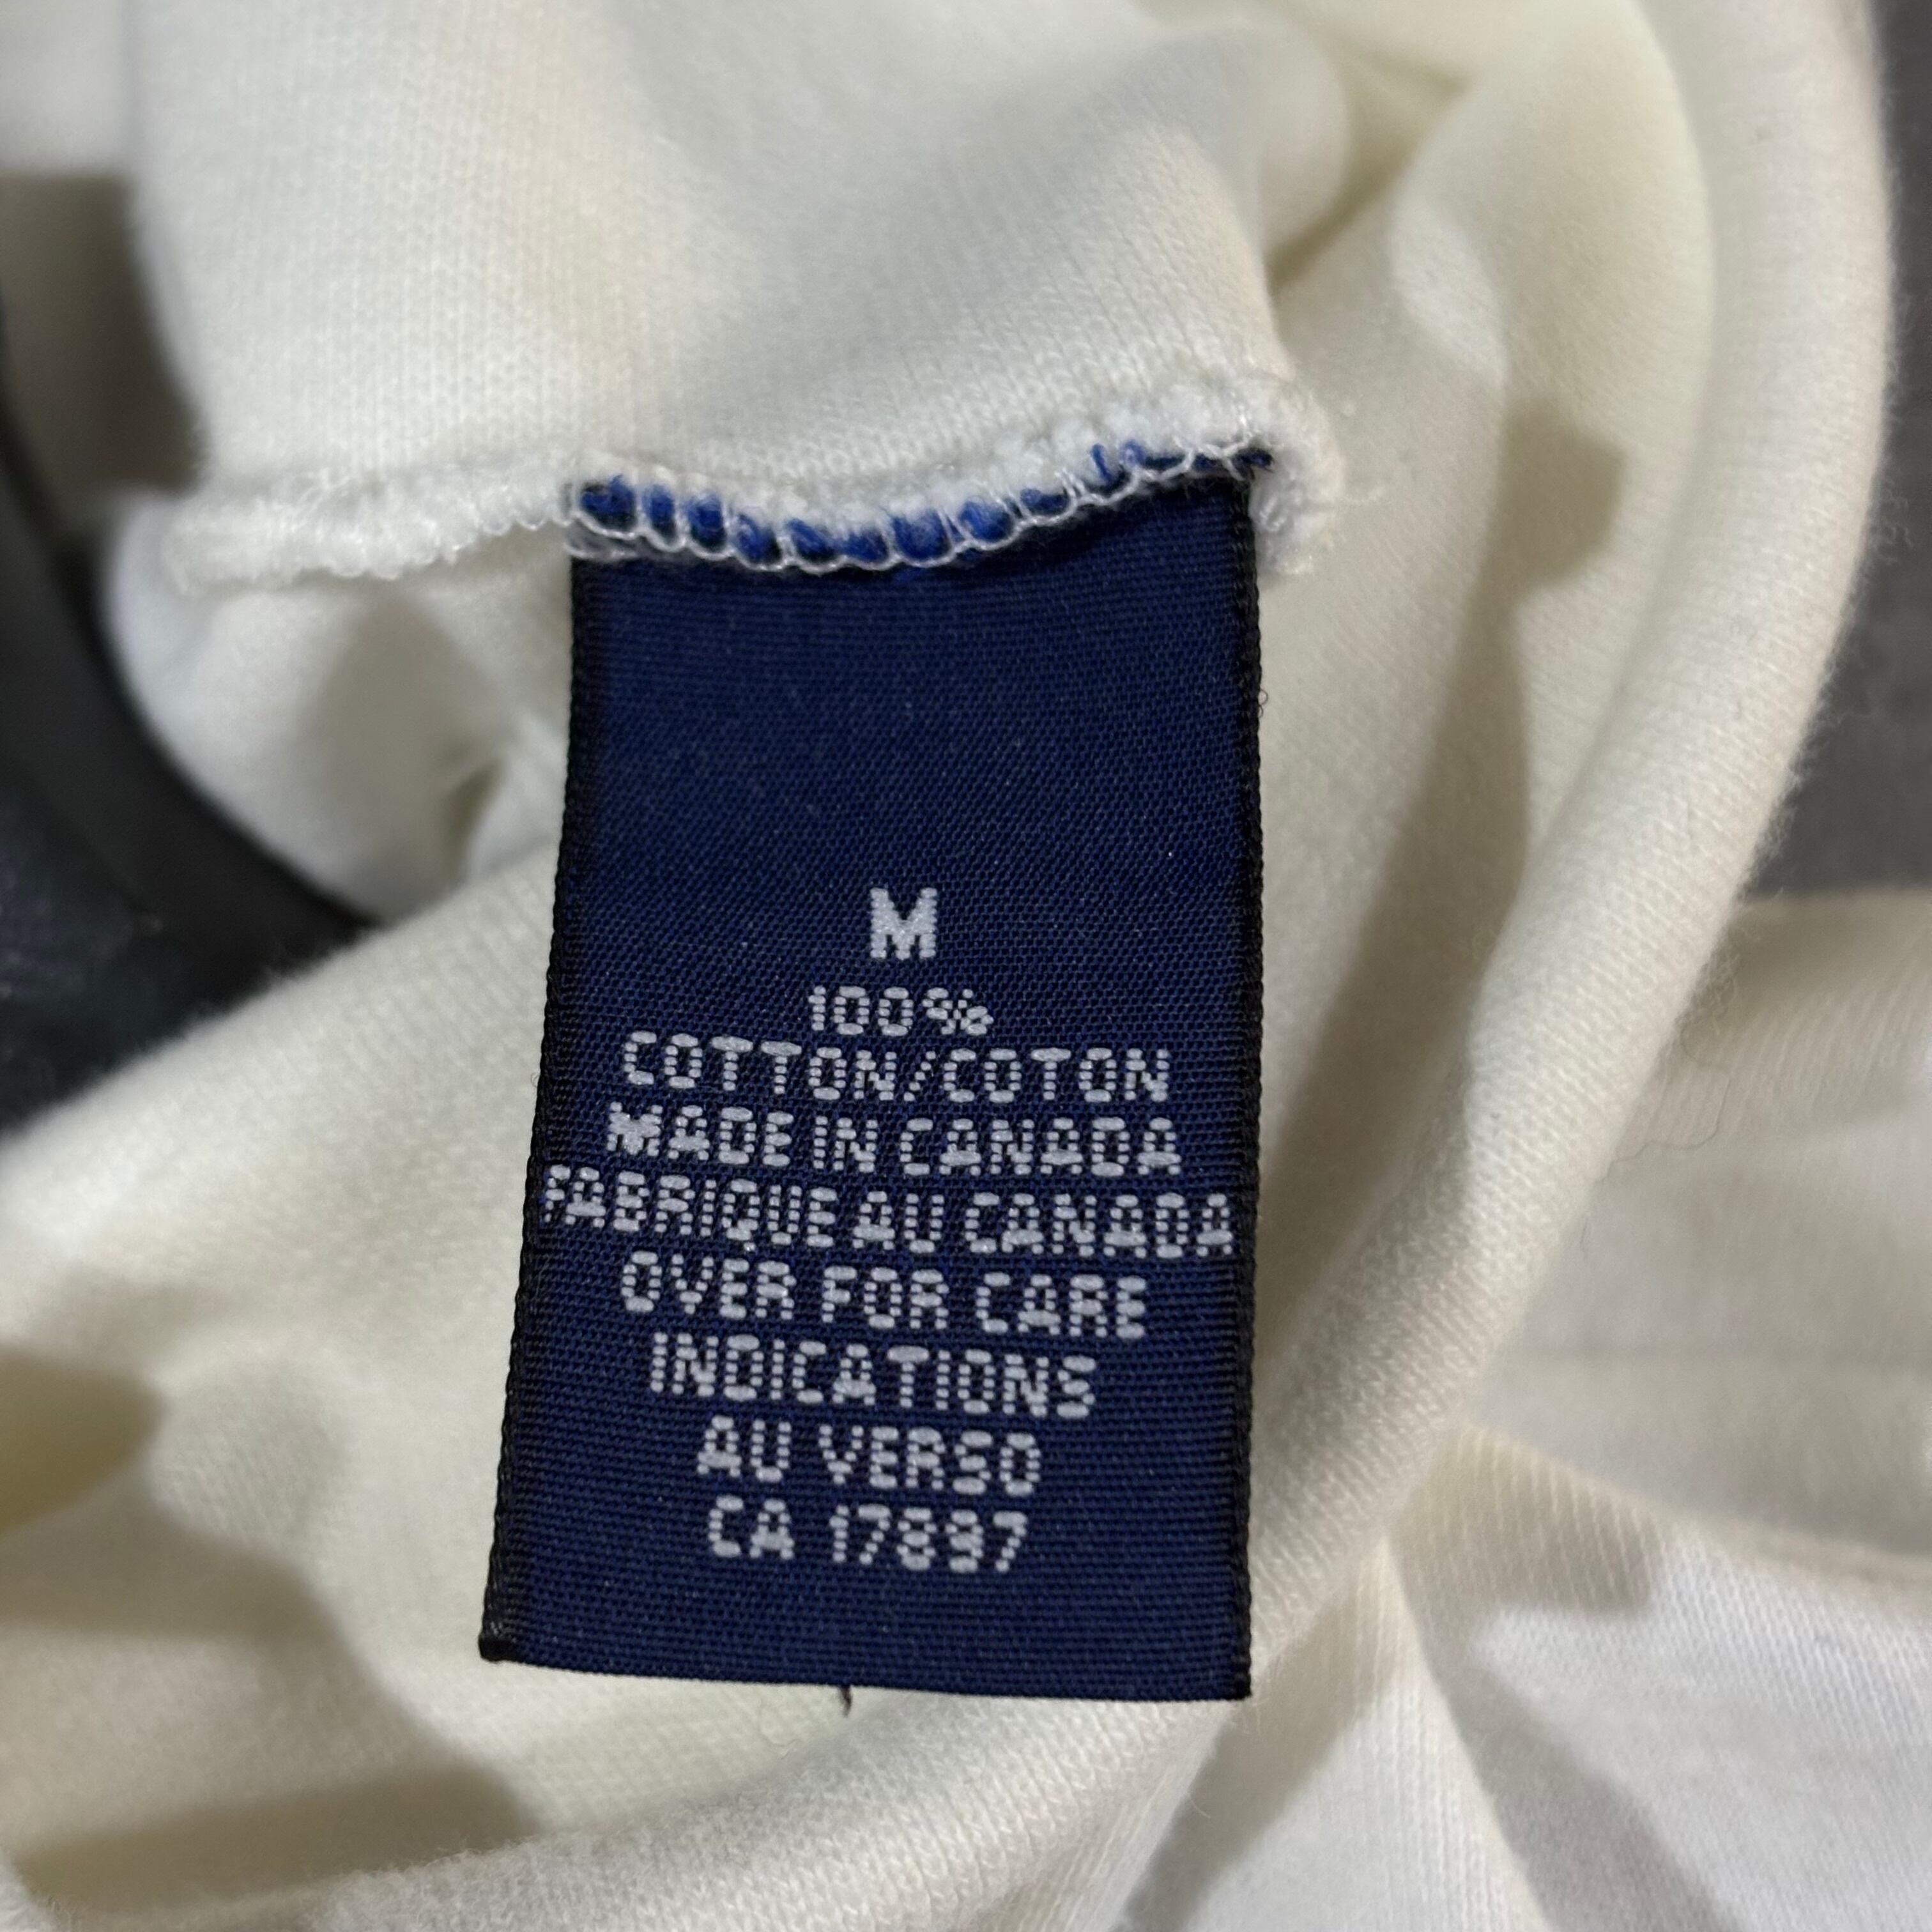 M
100%
COTTON/COTON
MADE IN CANADA
FABRIQUE AU CANADA
OVER FOR CARE
INDICATIONS
AU VERSO
CA 17897